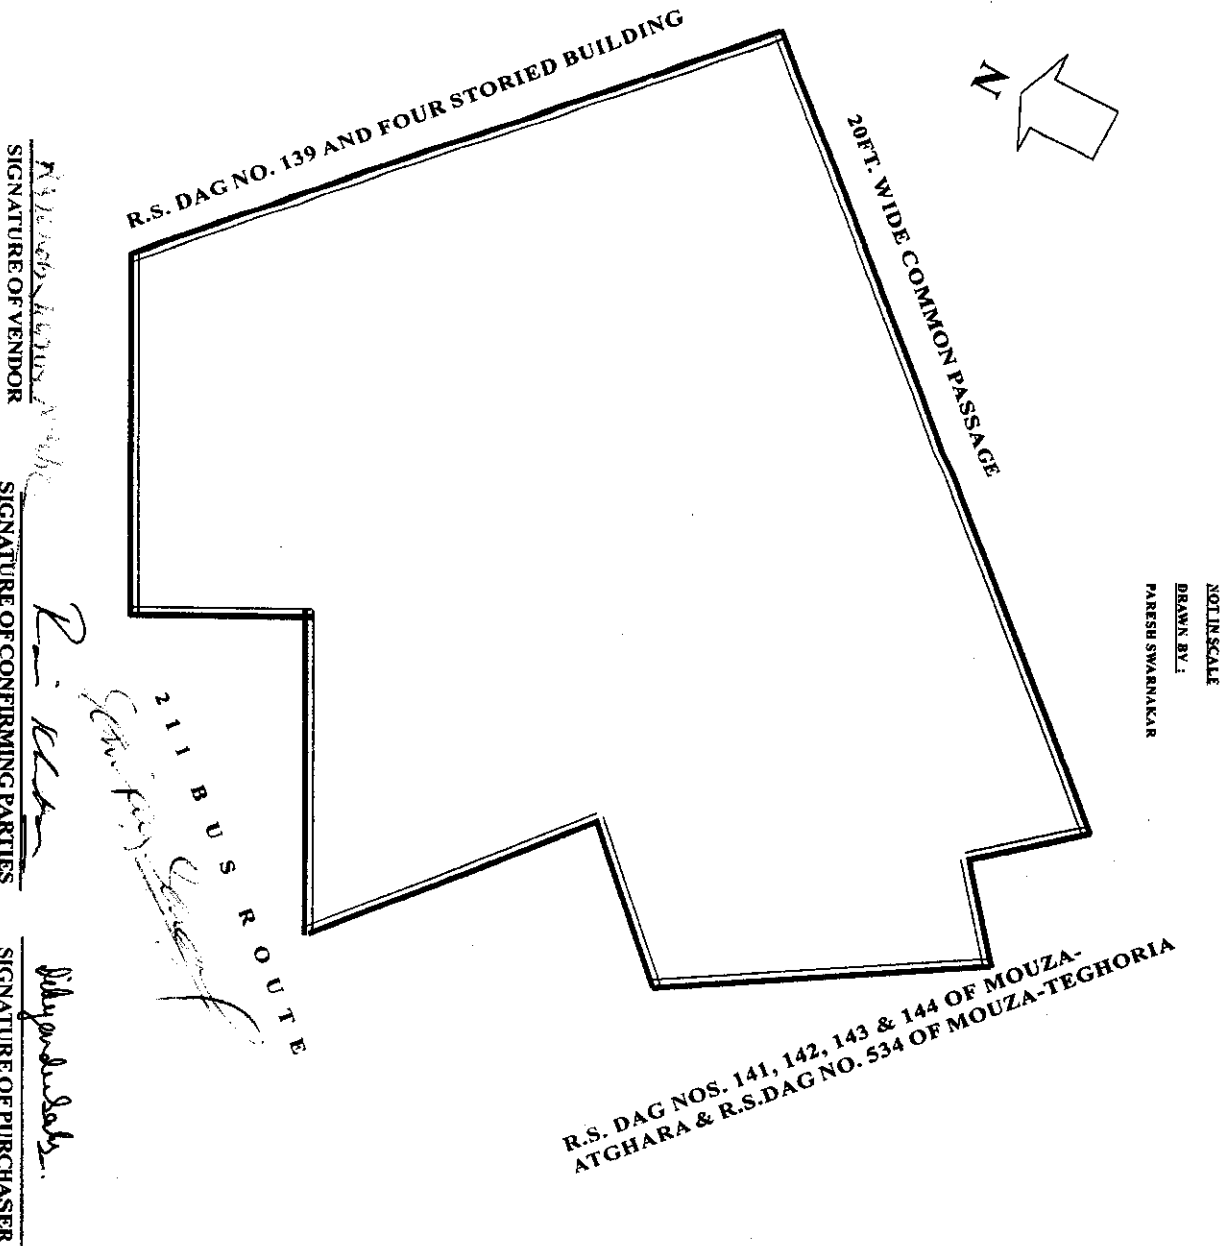 N
NOT IN SCALE
DRAWN BY :
PARESH SWARNAKAR
R.S. DAG NO. 139 AND FOUR STORIED BUILDING
20FT. WIDE COMMON PASSAGE
211 BUS ROUTE
R.S. DAG NOS. 141, 142, 143 & 144 OF MOUZA-
ATGHARA & R.S.DAG NO. 534 OF MOUZA-TEGHORIA
SIGNATURE OF VENDOR
SIGNATURE OF CONFIRMING PARTIES
SIGNATURE OF PURCHASER